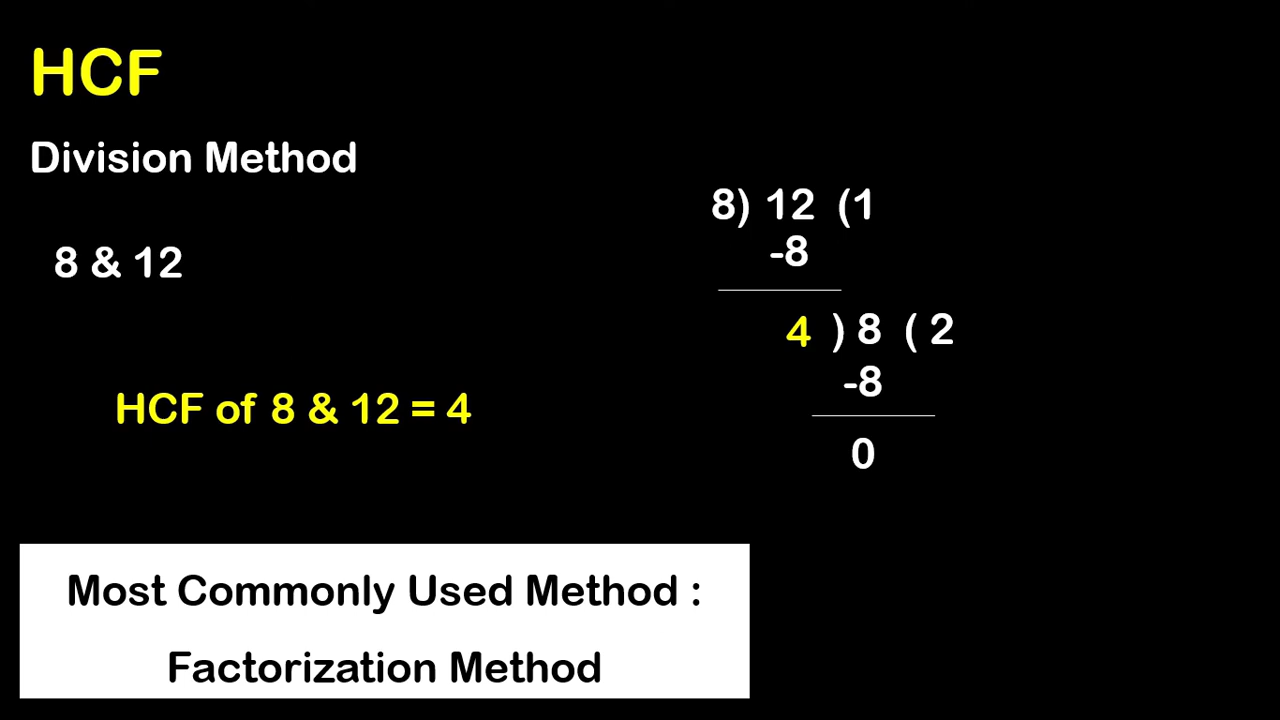 HCF
Division Method
8 & 12
HCF of 8 & 12 = 4
8) 12 (1
-8
4 ) 8 ( 2
-8
0
Most Commonly Used Method :
Factorization Method